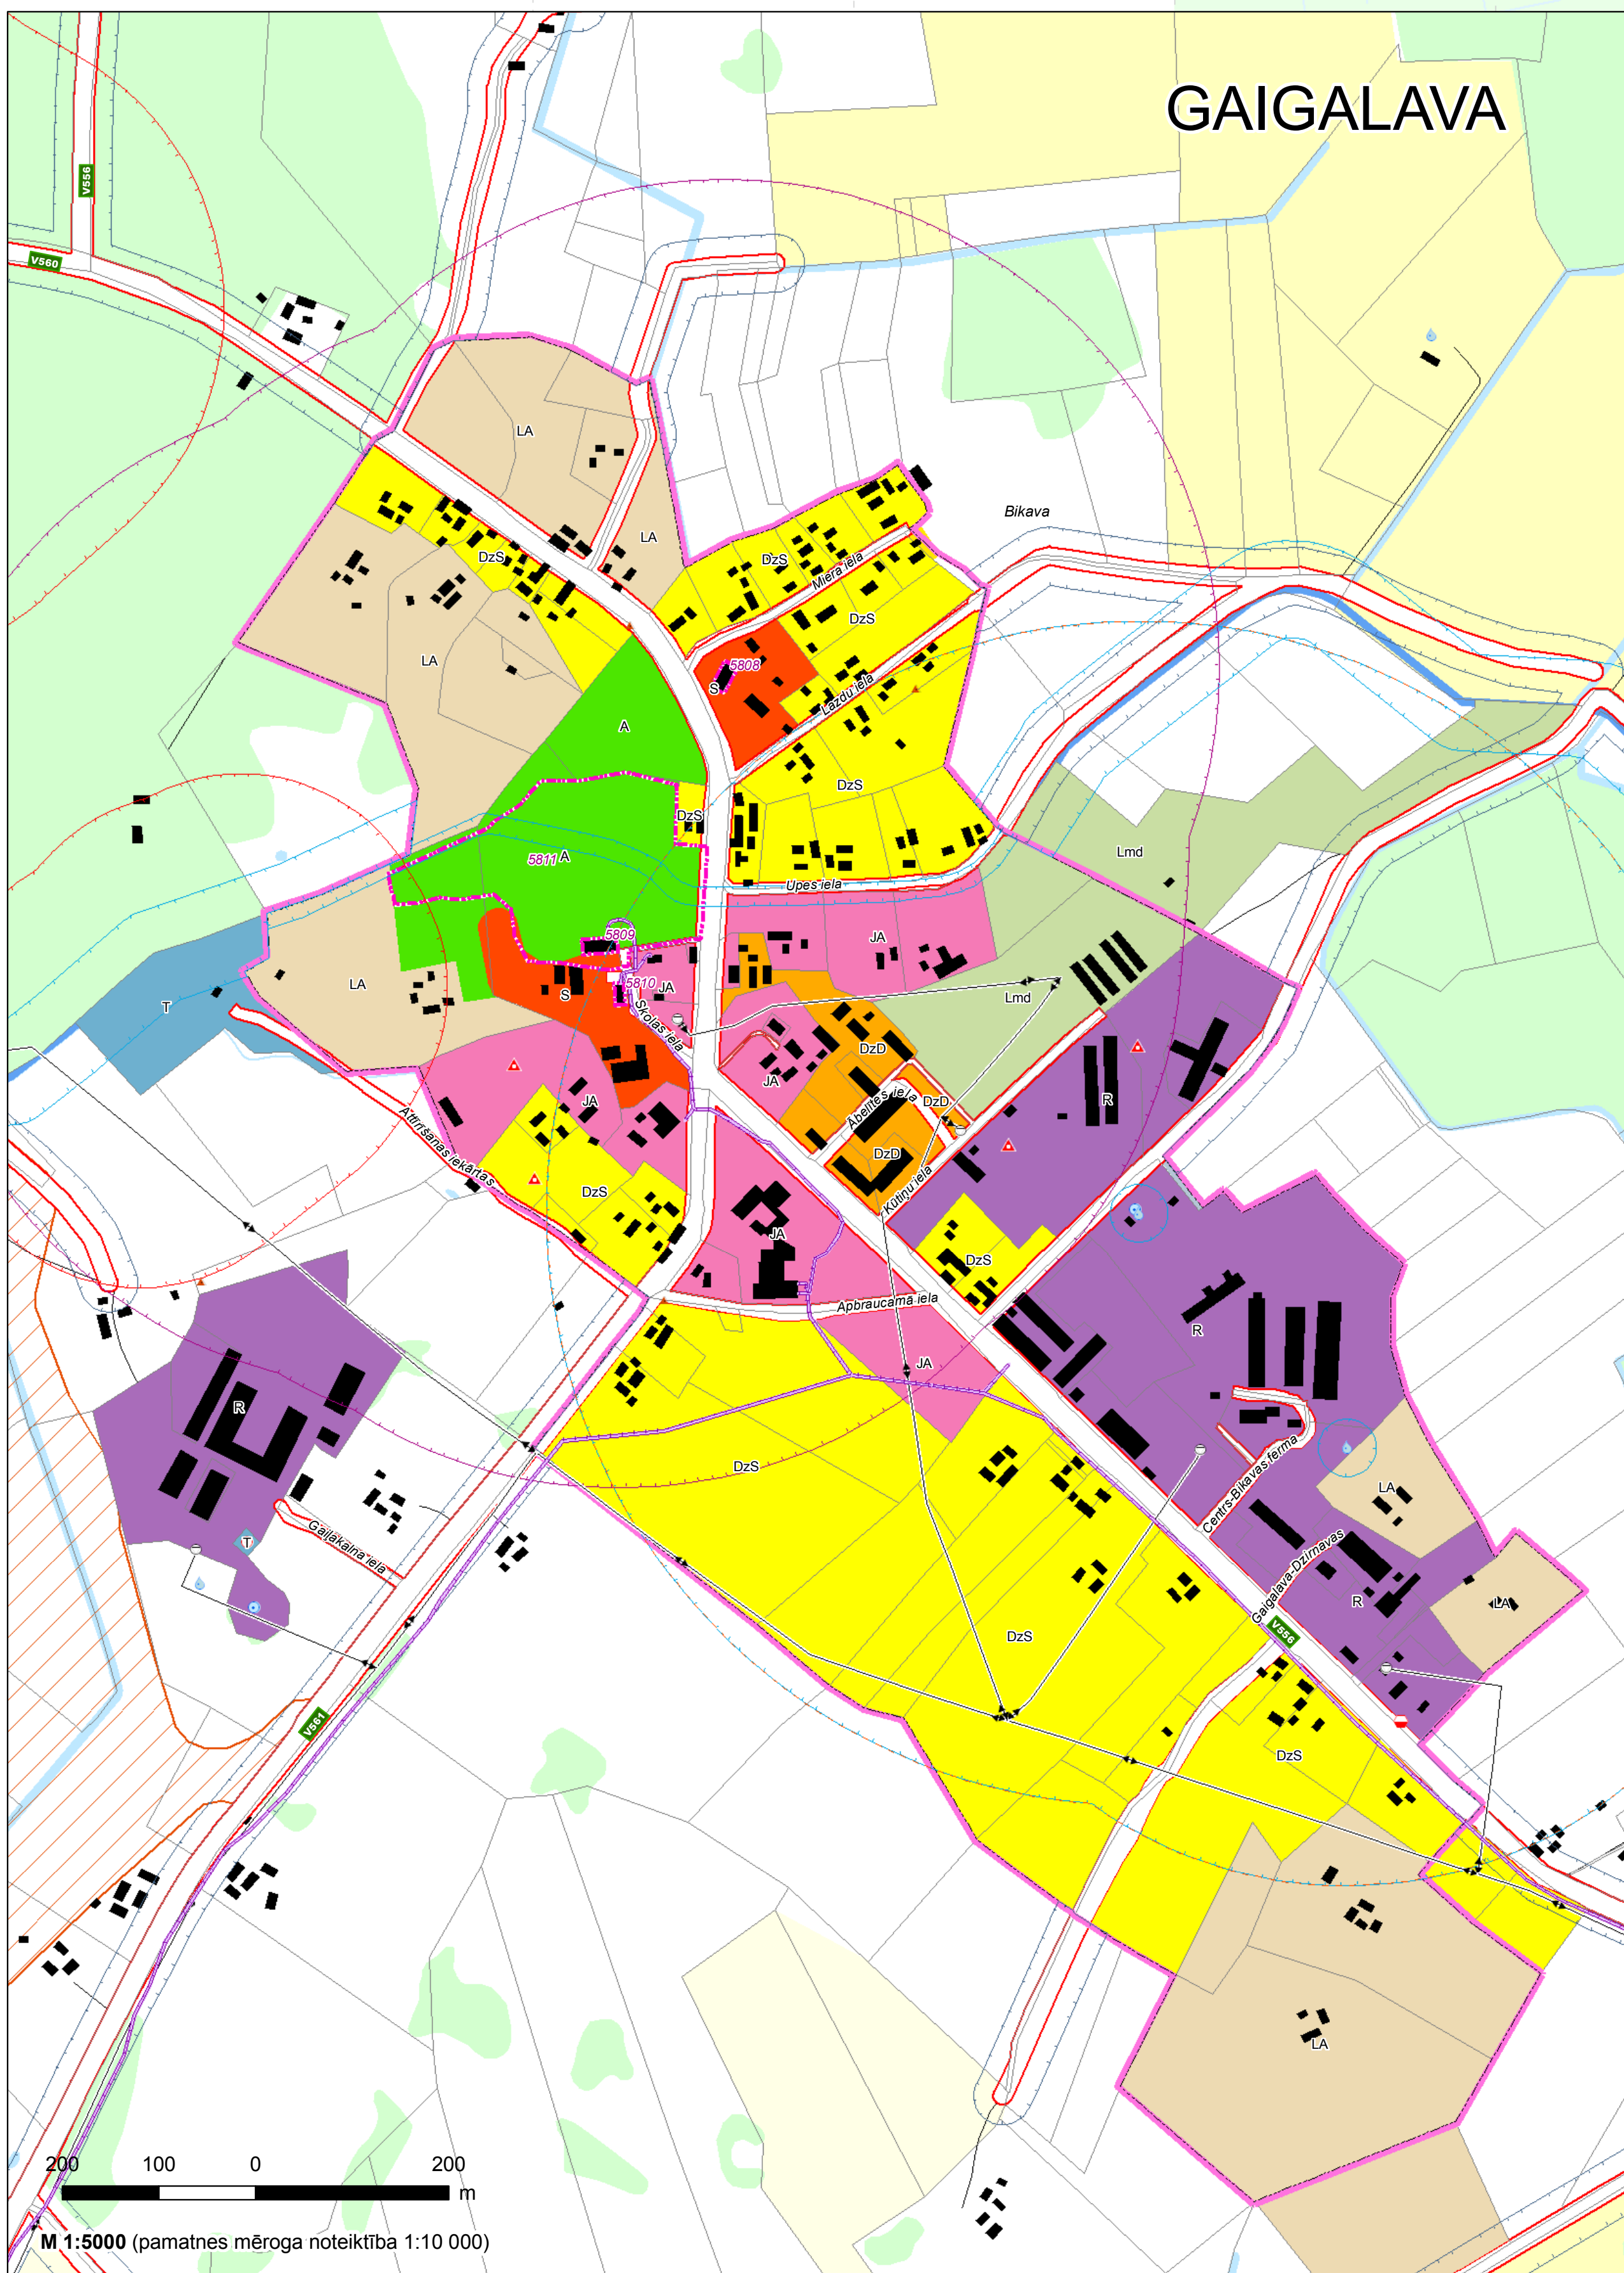 GAIGALAVA
V556
V560
LA
Bikava
LA
DzS
DzS
Miera iela
DzS
LA
5808
S
Lazdu iela
A
DzS
DzS
Lmd
5811
A
Upes iela
5809
JA
5810
JA
LA
S
Lmd
T
Skolas iela
DzD
JA
Ābelītes iela
DzD
R
JA
Attīrīšanas iekārtas
DzD
DzS
Kūtiņu iela
JA
DzS
Apbraucamā iela
R
JA
R
DzS
LA
Centrs-Bikavas ferma
Gaiļakalna iela
T
Gaigalava-Dzirnavas
R
LA
V556
DzS
V561
DzS
LA
200 100 0 200
m
M 1:5000 (pamatnes mēroga noteiktība 1:10 000)